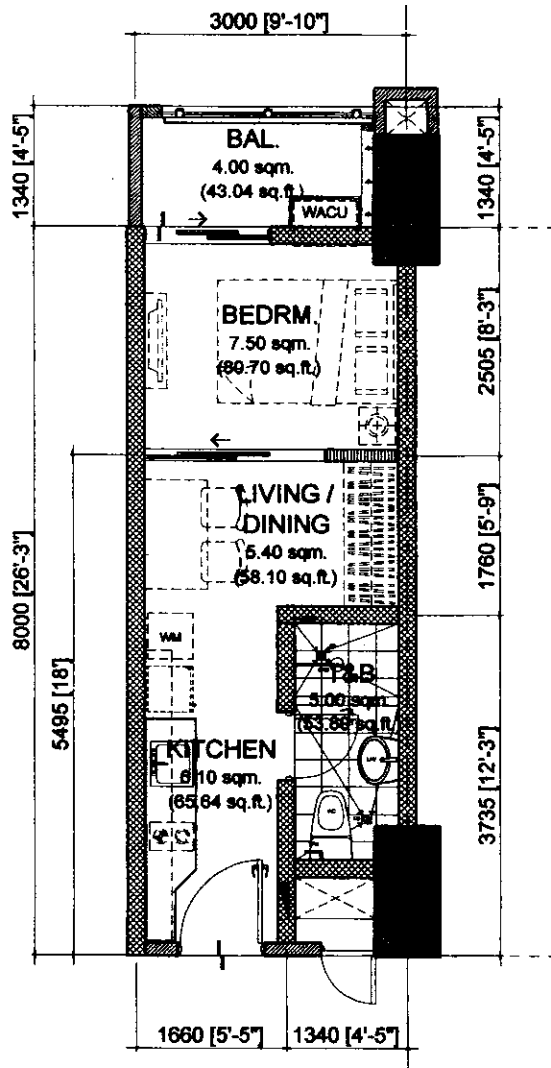 3000 [9'-10"]
1340 [4'-5"]
1340 [4'-5"]
BAL.
4.00 sqm.
(43.04 sq.ft.)
WACU
BEDRM.
7.50 sqm.
(80.70 sq.ft.)
2505 [8'-3"]
LIVING /
DINING
5.40 sqm.
(58.10 sq.ft.)
1760 [5'-9"]
8000 [26'-3"]
5495 [18']
WM
T&B
5.00 sqm.
KITCHEN
6.10 sqm.
(65.64 sq.ft.)
3735 [12'-3"]
1660 [5'-5"]
1340 [4'-5"]